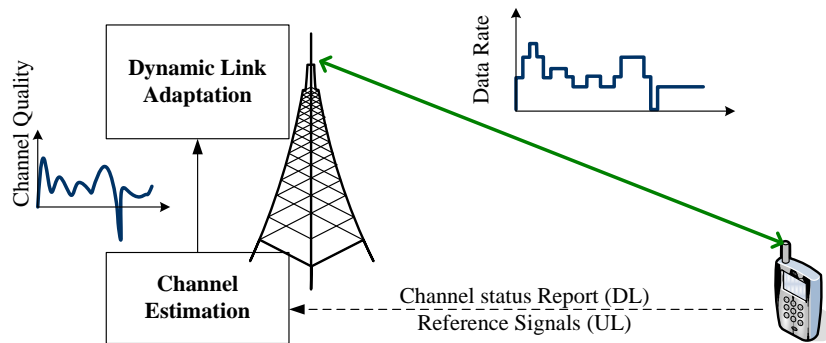 Dynamic Link
Adaptation
Data Rate
Channel Quality
Channel
Estimation
Channel status Report (DL)
Reference Signals (UL)